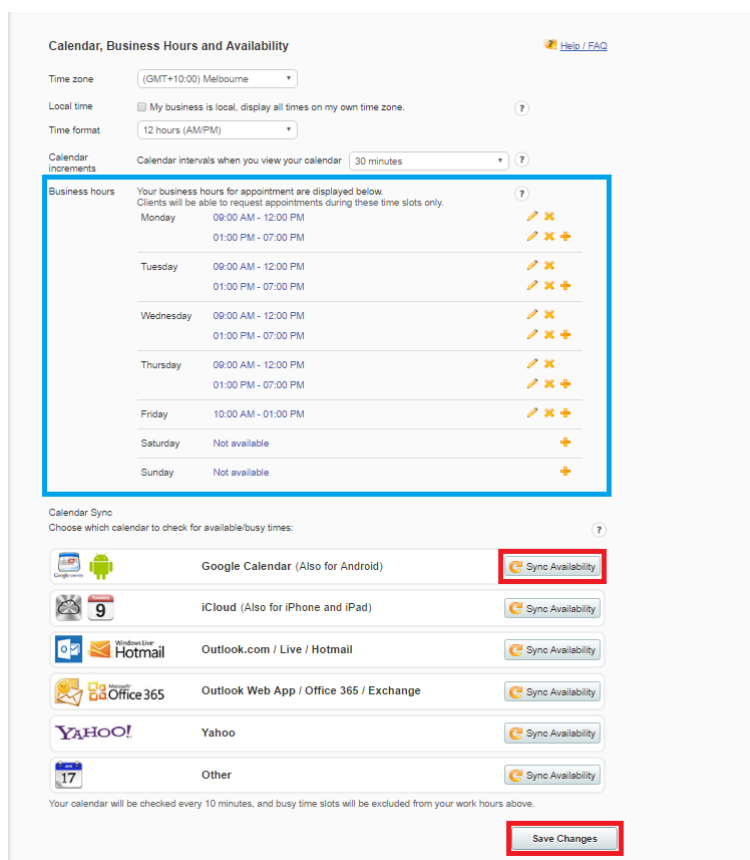 Calendar, Business Hours and Availability
? Help / FAQ
Time zone (GMT+10:00) Melbourne
Local time My business is local, display all times on my own time zone. ?
Time format 12 hours (AM/PM)
Calendar
increments Calendar intervals when you view your calendar 30 minutes ?
Business hours Your business hours for appointment are displayed below. ?
Clients will be able to request appointments during these time slots only.
Monday 09:00 AM - 12:00 PM
01:00 PM - 07:00 PM
Tuesday 09:00 AM - 12:00 PM
01:00 PM - 07:00 PM
Wednesday 09:00 AM - 12:00 PM
01:00 PM - 07:00 PM
Thursday 09:00 AM - 12:00 PM
01:00 PM - 07:00 PM
Friday 10:00 AM - 01:00 PM
Saturday Not available
Sunday Not available
Calendar Sync
Choose which calendar to check for available/busy times: ?
Google Calendar (Also for Android) Sync Availability
9 iCloud (Also for iPhone and iPad) Sync Availability
Windows Live
Hotmail Outlook.com / Live / Hotmail Sync Availability
Microsoft
Office 365 Outlook Web App / Office 365 / Exchange Sync Availability
YAHOO! Yahoo Sync Availability
17 Other Sync Availability
Your calendar will be checked every 10 minutes, and busy time slots will be excluded from your work hours above.
Save Changes